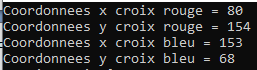 Coordonnees x croix rouge = 80
Coordonnees y croix rouge = 154
Coordonnees x croix bleu = 153
Coordonnees y croix bleu = 68